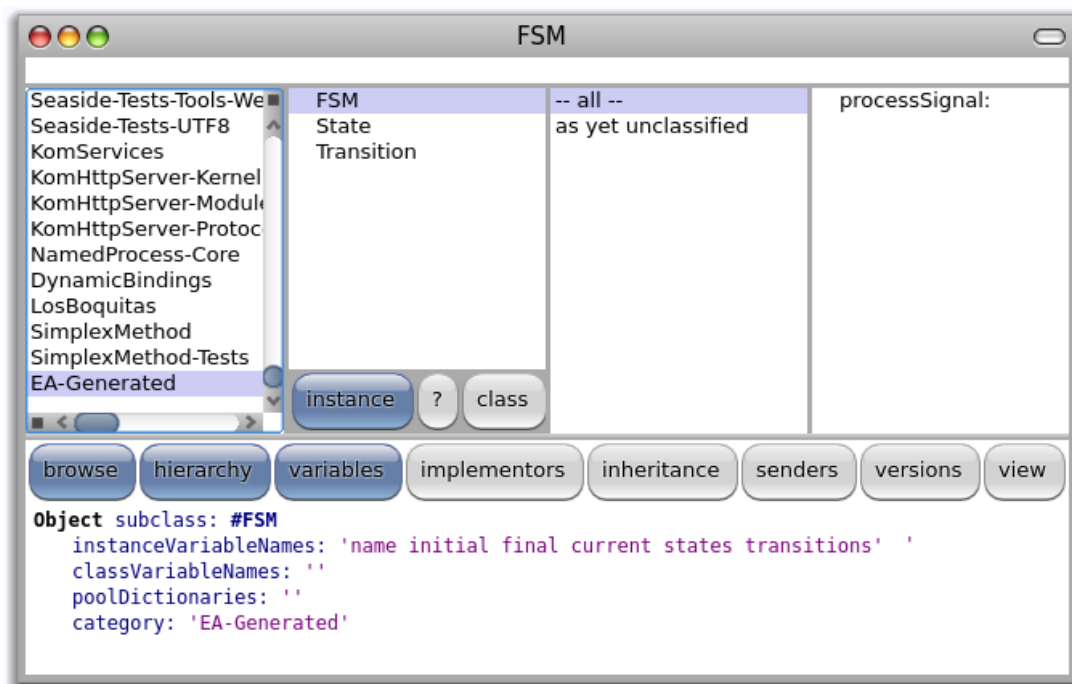 FSM
Seaside-Tests-Tools-We
Seaside-Tests-UTF8
KomServices
KomHttpServer-Kernel
KomHttpServer-Module
KomHttpServer-Protoc
NamedProcess-Core
DynamicBindings
LosBoquitas
SimplexMethod
SimplexMethod-Tests
EA-Generated
FSM
State
Transition
instance ? class
-- all --
as yet unclassified
processSignal:
browse hierarchy variables implementors inheritance senders versions view
Object subclass: #FSM
instanceVariableNames: 'name initial final current states transitions' '
classVariableNames: ''
poolDictionaries: ''
category: 'EA-Generated'